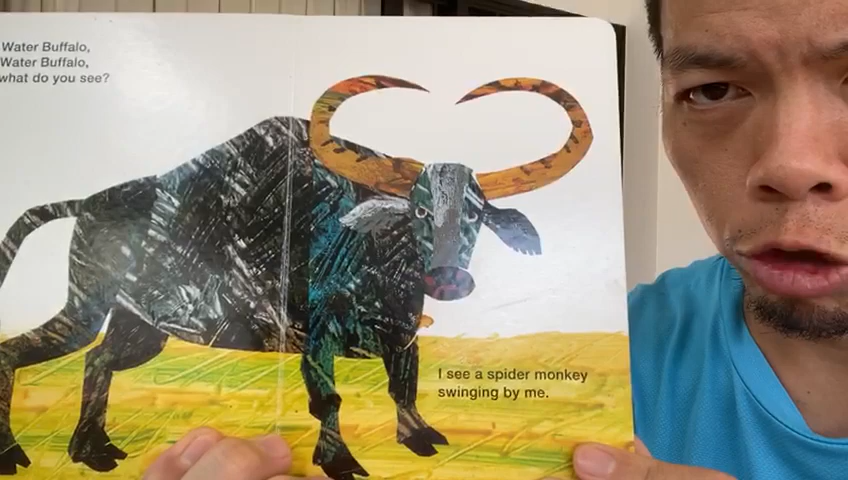 Water Buffalo,
Water Buffalo,
what do you see?
I see a spider monkey
swinging by me.